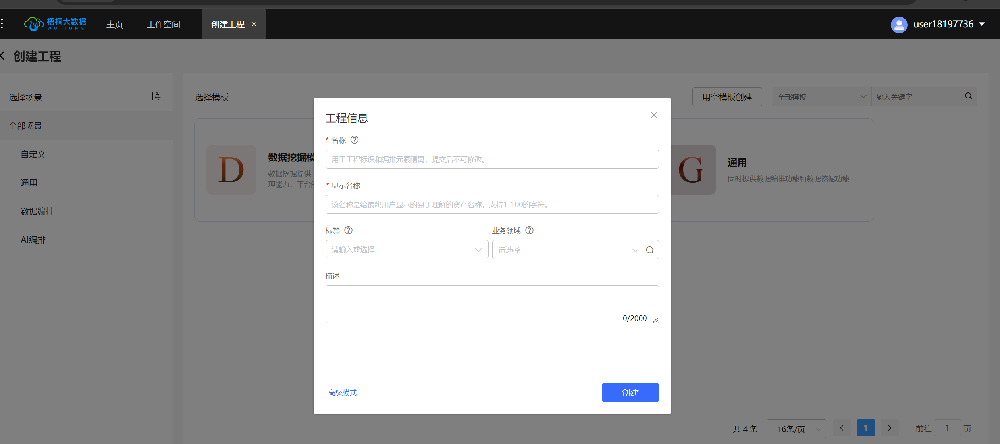 梧桐大数据
WU TONG
主页
工作空间
创建工程 ×
user18197736
创建工程
选择场景
全部场景
自定义
通用
数据编排
AI编排
选择模板
用空模板创建
全部模板
输入关键字
D
数据挖掘模
数据挖掘提供
理能力，平台的
G
通用
同时提供数据编排功能和数据挖掘功能
工程信息
* 名称
用于工程标识和编排元素隔离，提交后不可修改。
* 显示名称
该名称是给最终用户显示的易于理解的资产名称，支持1-100的字符。
标签
业务领域
请输入或选择
请选择
描述
0/2000
高级模式
创建
共 4 条
16条/页
1
前往 1 页